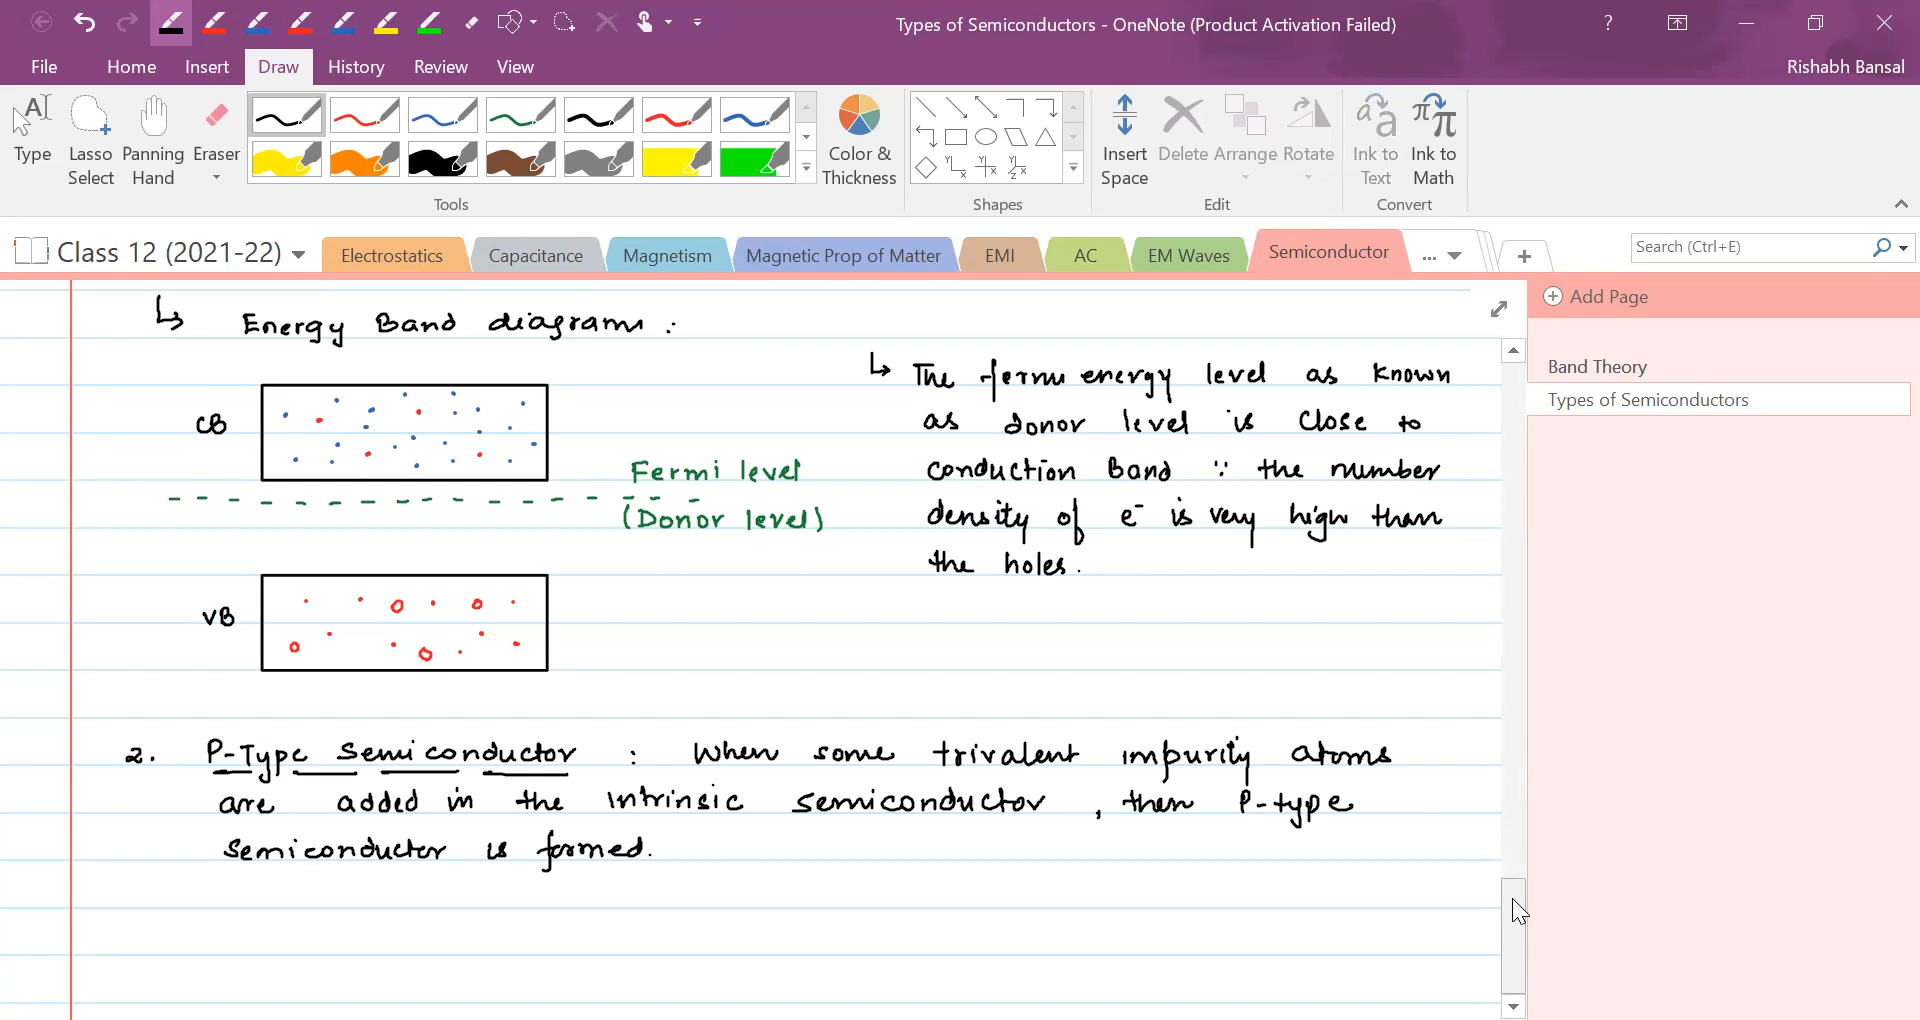 Types of Semiconductors - OneNote (Product Activation Failed)
?
File Home Insert Draw History Review View
Rishabh Bansal
Type
Lasso Select
Panning Hand
Eraser
Color & Thickness
Insert Space
Delete
Arrange
Rotate
Ink to Text
Ink to Math
Tools
Shapes
Edit
Convert
Class 12 (2021-22)
Electrostatics Capacitance Magnetism Magnetic Prop of Matter EMI AC EM Waves Semiconductor ...
Search (Ctrl+E)
Add Page
Band Theory
Types of Semiconductors
↳ Energy Band diagram :
CB
Fermi level
(Donor level)
VB
↳ The fermi energy level as known
as donor level is close to
conduction Band ∵ the number
density of e⁻ is very high than
the holes.
2. P-Type Semiconductor : When some trivalent impurity atoms
are added in the intrinsic semiconductor , then P-type
semiconductor is formed.